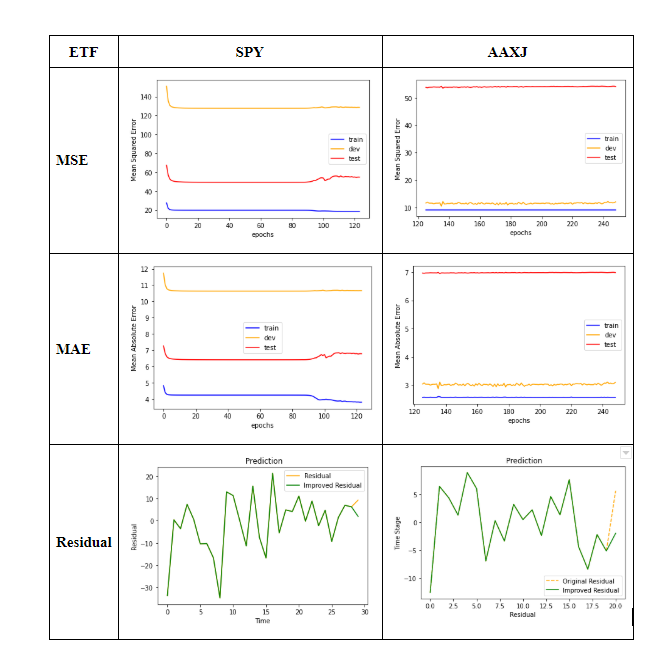 ETF SPY AAXJ
MSE
Mean Squared Error
140
120
100
80
60
40
20
train
dev
test
0 20 40 60 80 100 120
epochs
Mean Squared Error
50
40
30
20
10
train
dev
test
120 140 160 180 200 220 240
epochs
MAE
Mean Absolute Error
12
11
10
9
8
7
6
5
4
train
dev
test
0 20 40 60 80 100 120
epochs
Mean Absolute Error
7
6
5
4
3
train
dev
test
120 140 160 180 200 220 240 260
epochs
Residual
Prediction
Residual
20
10
0
−10
−20
−30
Residual
Improved Residual
0 5 10 15 20 25 30
Time
Prediction
Time Stage
5
0
−5
−10
Original Residual
Improved Residual
0.0 2.5 5.0 7.5 10.0 12.5 15.0 17.5 20.0
Residual